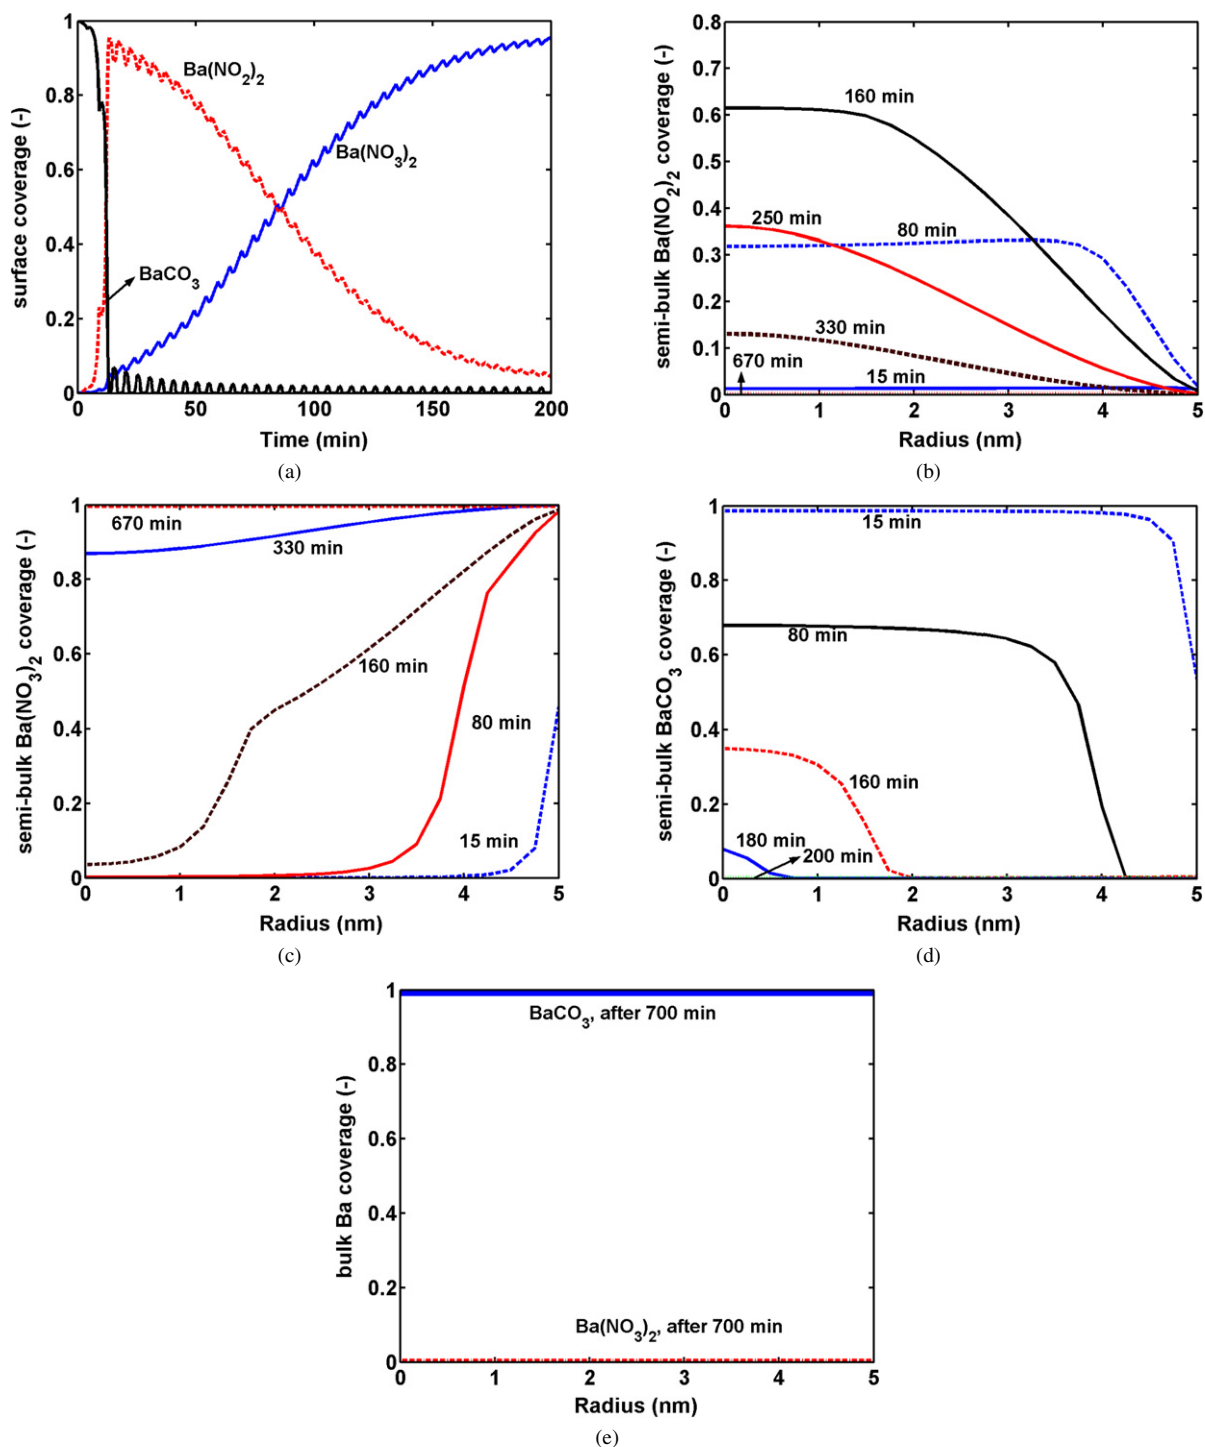 1
0.8
0.6
0.4
0.2
0
0 50 100 150 200
surface coverage (-)
Time (min)
Ba(NO2)2
Ba(NO3)2
BaCO3
(a)
0.8
0.7
0.6
0.5
0.4
0.3
0.2
0.1
0
0 1 2 3 4 5
semi-bulk Ba(NO2)2 coverage (-)
Radius (nm)
160 min
250 min
80 min
330 min
670 min
15 min
(b)
1
0.8
0.6
0.4
0.2
0
0 1 2 3 4 5
semi-bulk Ba(NO3)2 coverage (-)
Radius (nm)
670 min
330 min
160 min
80 min
15 min
(c)
1
0.8
0.6
0.4
0.2
0
0 1 2 3 4 5
semi-bulk BaCO3 coverage (-)
Radius (nm)
15 min
80 min
160 min
180 min
200 min
(d)
1
0.8
0.6
0.4
0.2
0
0 1 2 3 4 5
bulk Ba coverage (-)
Radius (nm)
BaCO3, after 700 min
Ba(NO3)2, after 700 min
(e)